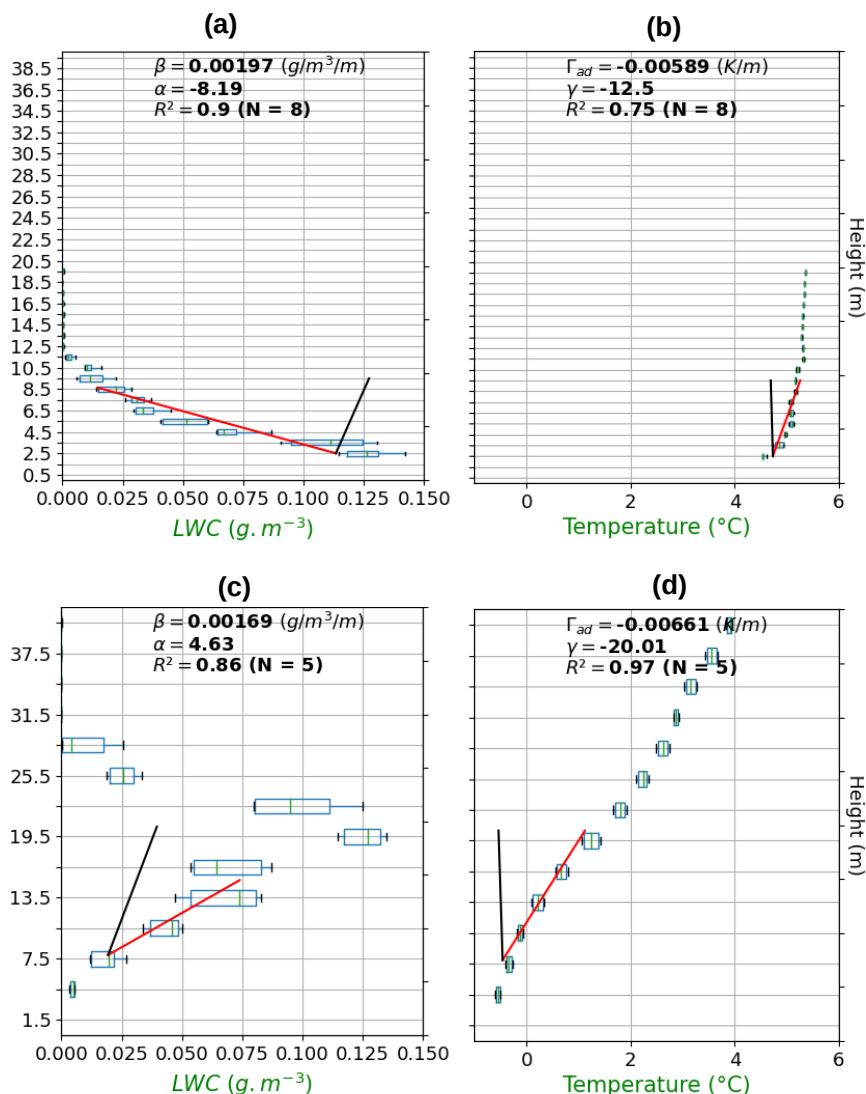 (a)
β = 0.00197 (g/m³/m)
α = -8.19
R² = 0.9 (N = 8)
38.5
36.5
34.5
32.5
30.5
28.5
26.5
24.5
22.5
20.5
18.5
16.5
14.5
12.5
10.5
8.5
6.5
4.5
2.5
0.5
0.000 0.025 0.050 0.075 0.100 0.125 0.150
LWC (g.m⁻³)
(b)
Γad = -0.00589 (K/m)
γ = -12.5
R² = 0.75 (N = 8)
Height (m)
0 2 4 6
Temperature (°C)
(c)
β = 0.00169 (g/m³/m)
α = 4.63
R² = 0.86 (N = 5)
37.5
31.5
25.5
19.5
13.5
7.5
1.5
0.000 0.025 0.050 0.075 0.100 0.125 0.150
LWC (g.m⁻³)
(d)
Γad = -0.00661 (K/m)
γ = -20.01
R² = 0.97 (N = 5)
Height (m)
0 2 4 6
Temperature (°C)